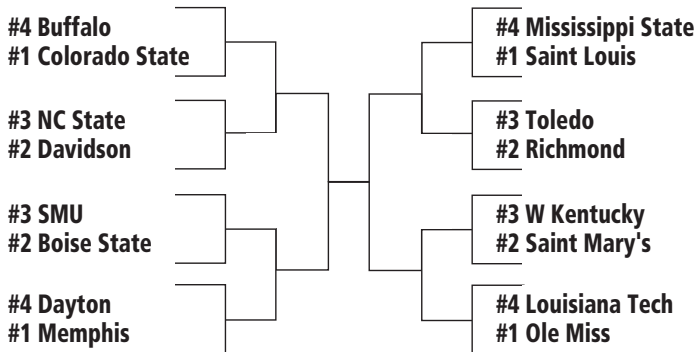 #4 Buffalo
#1 Colorado State
#3 NC State
#2 Davidson
#3 SMU
#2 Boise State
#4 Dayton
#1 Memphis
#4 Mississippi State
#1 Saint Louis
#3 Toledo
#2 Richmond
#3 W Kentucky
#2 Saint Mary's
#4 Louisiana Tech
#1 Ole Miss